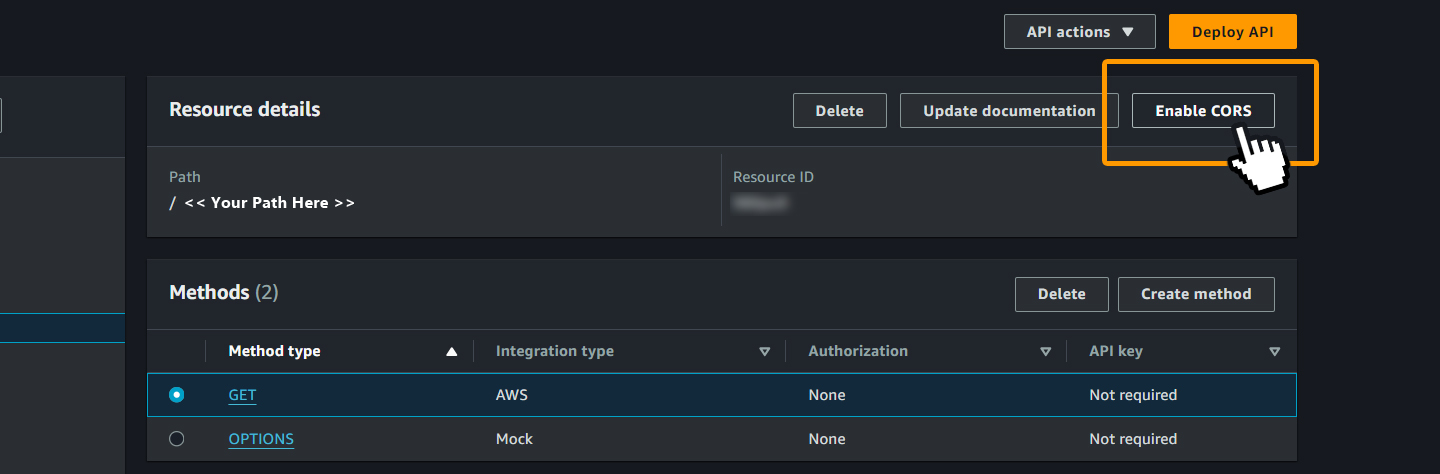 API actions Deploy API
Resource details Delete Update documentation Enable CORS
Path Resource ID
/ << Your Path Here >>
Methods (2) Delete Create method
Method type Integration type Authorization API key
GET AWS None Not required
OPTIONS Mock None Not required